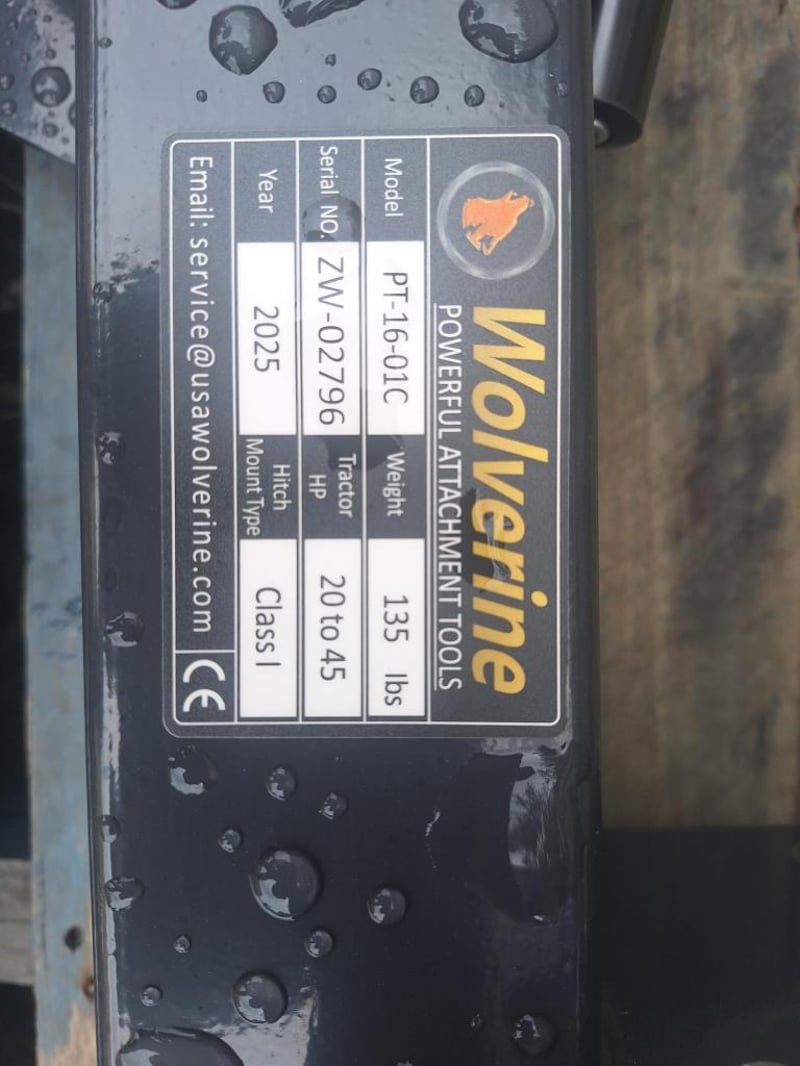 Wolverine
POWERFUL ATTACHMENT TOOLS
Model PT-16-01C Weight 135 lbs
Serial NO. ZW-02796 Tractor HP 20 to 45
Year 2025 Hitch Mount Type Class I
Email: service@usawolverine.com CE